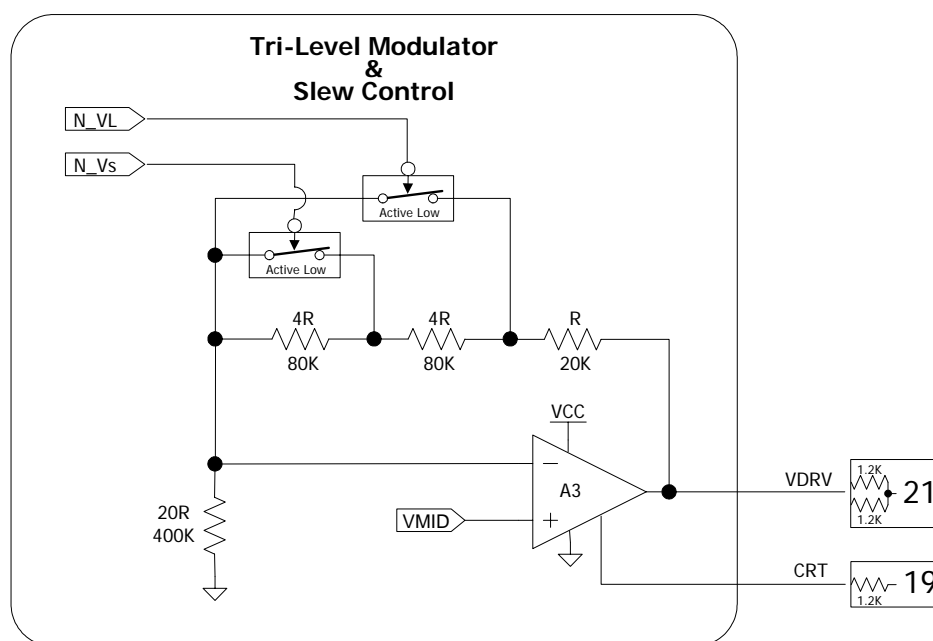 Tri-Level Modulator
&
Slew Control
N_VL
N_Vs
Active Low
Active Low
4R
4R
R
80K
80K
20K
VCC
A3
VDRV
1.2K
21
1.2K
20R
400K
VMID
CRT
19
1.2K